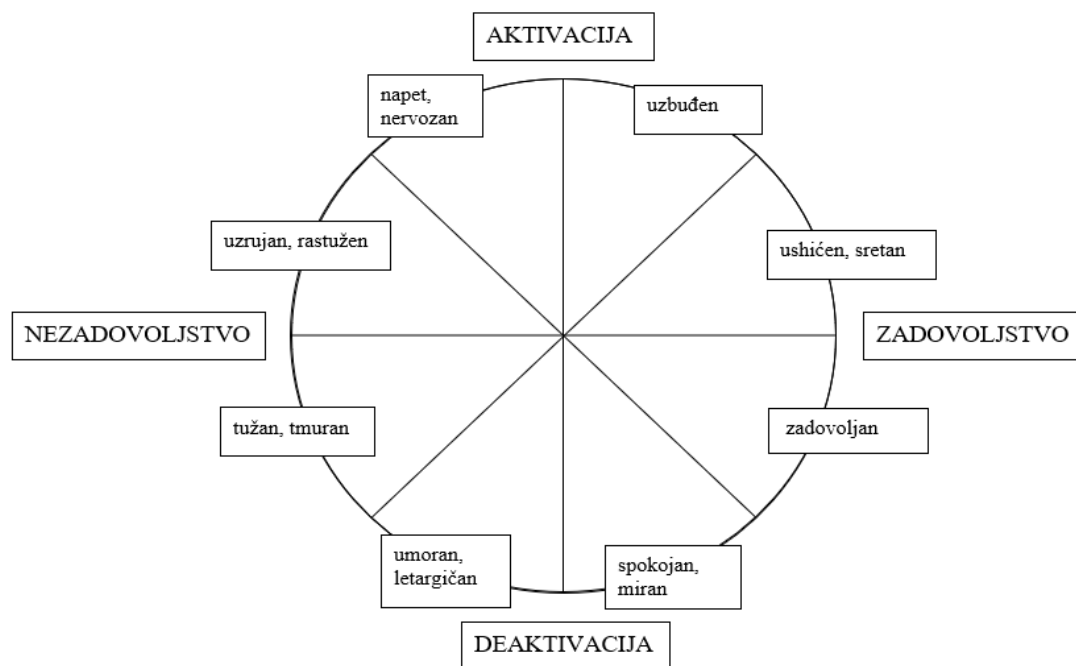 AKTIVACIJA
napet,
nervozan
uzbuđen
uzrujan, rastužen
ushićen, sretan
NEZADOVOLJSTVO
ZADOVOLJSTVO
tužan, tmuran
zadovoljan
umoran,
letargičan
spokojan,
miran
DEAKTIVACIJA